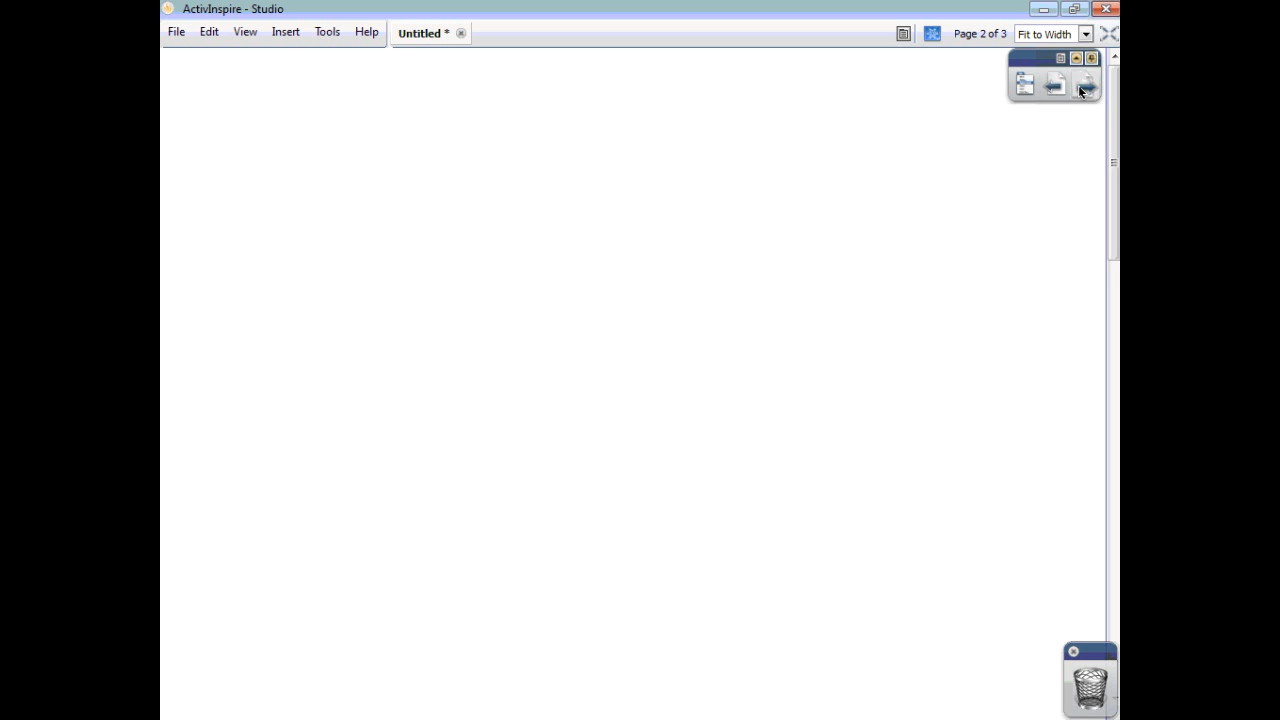 ActivInspire - Studio
File Edit View Insert Tools Help Untitled * Page 2 of 3 Fit to Width